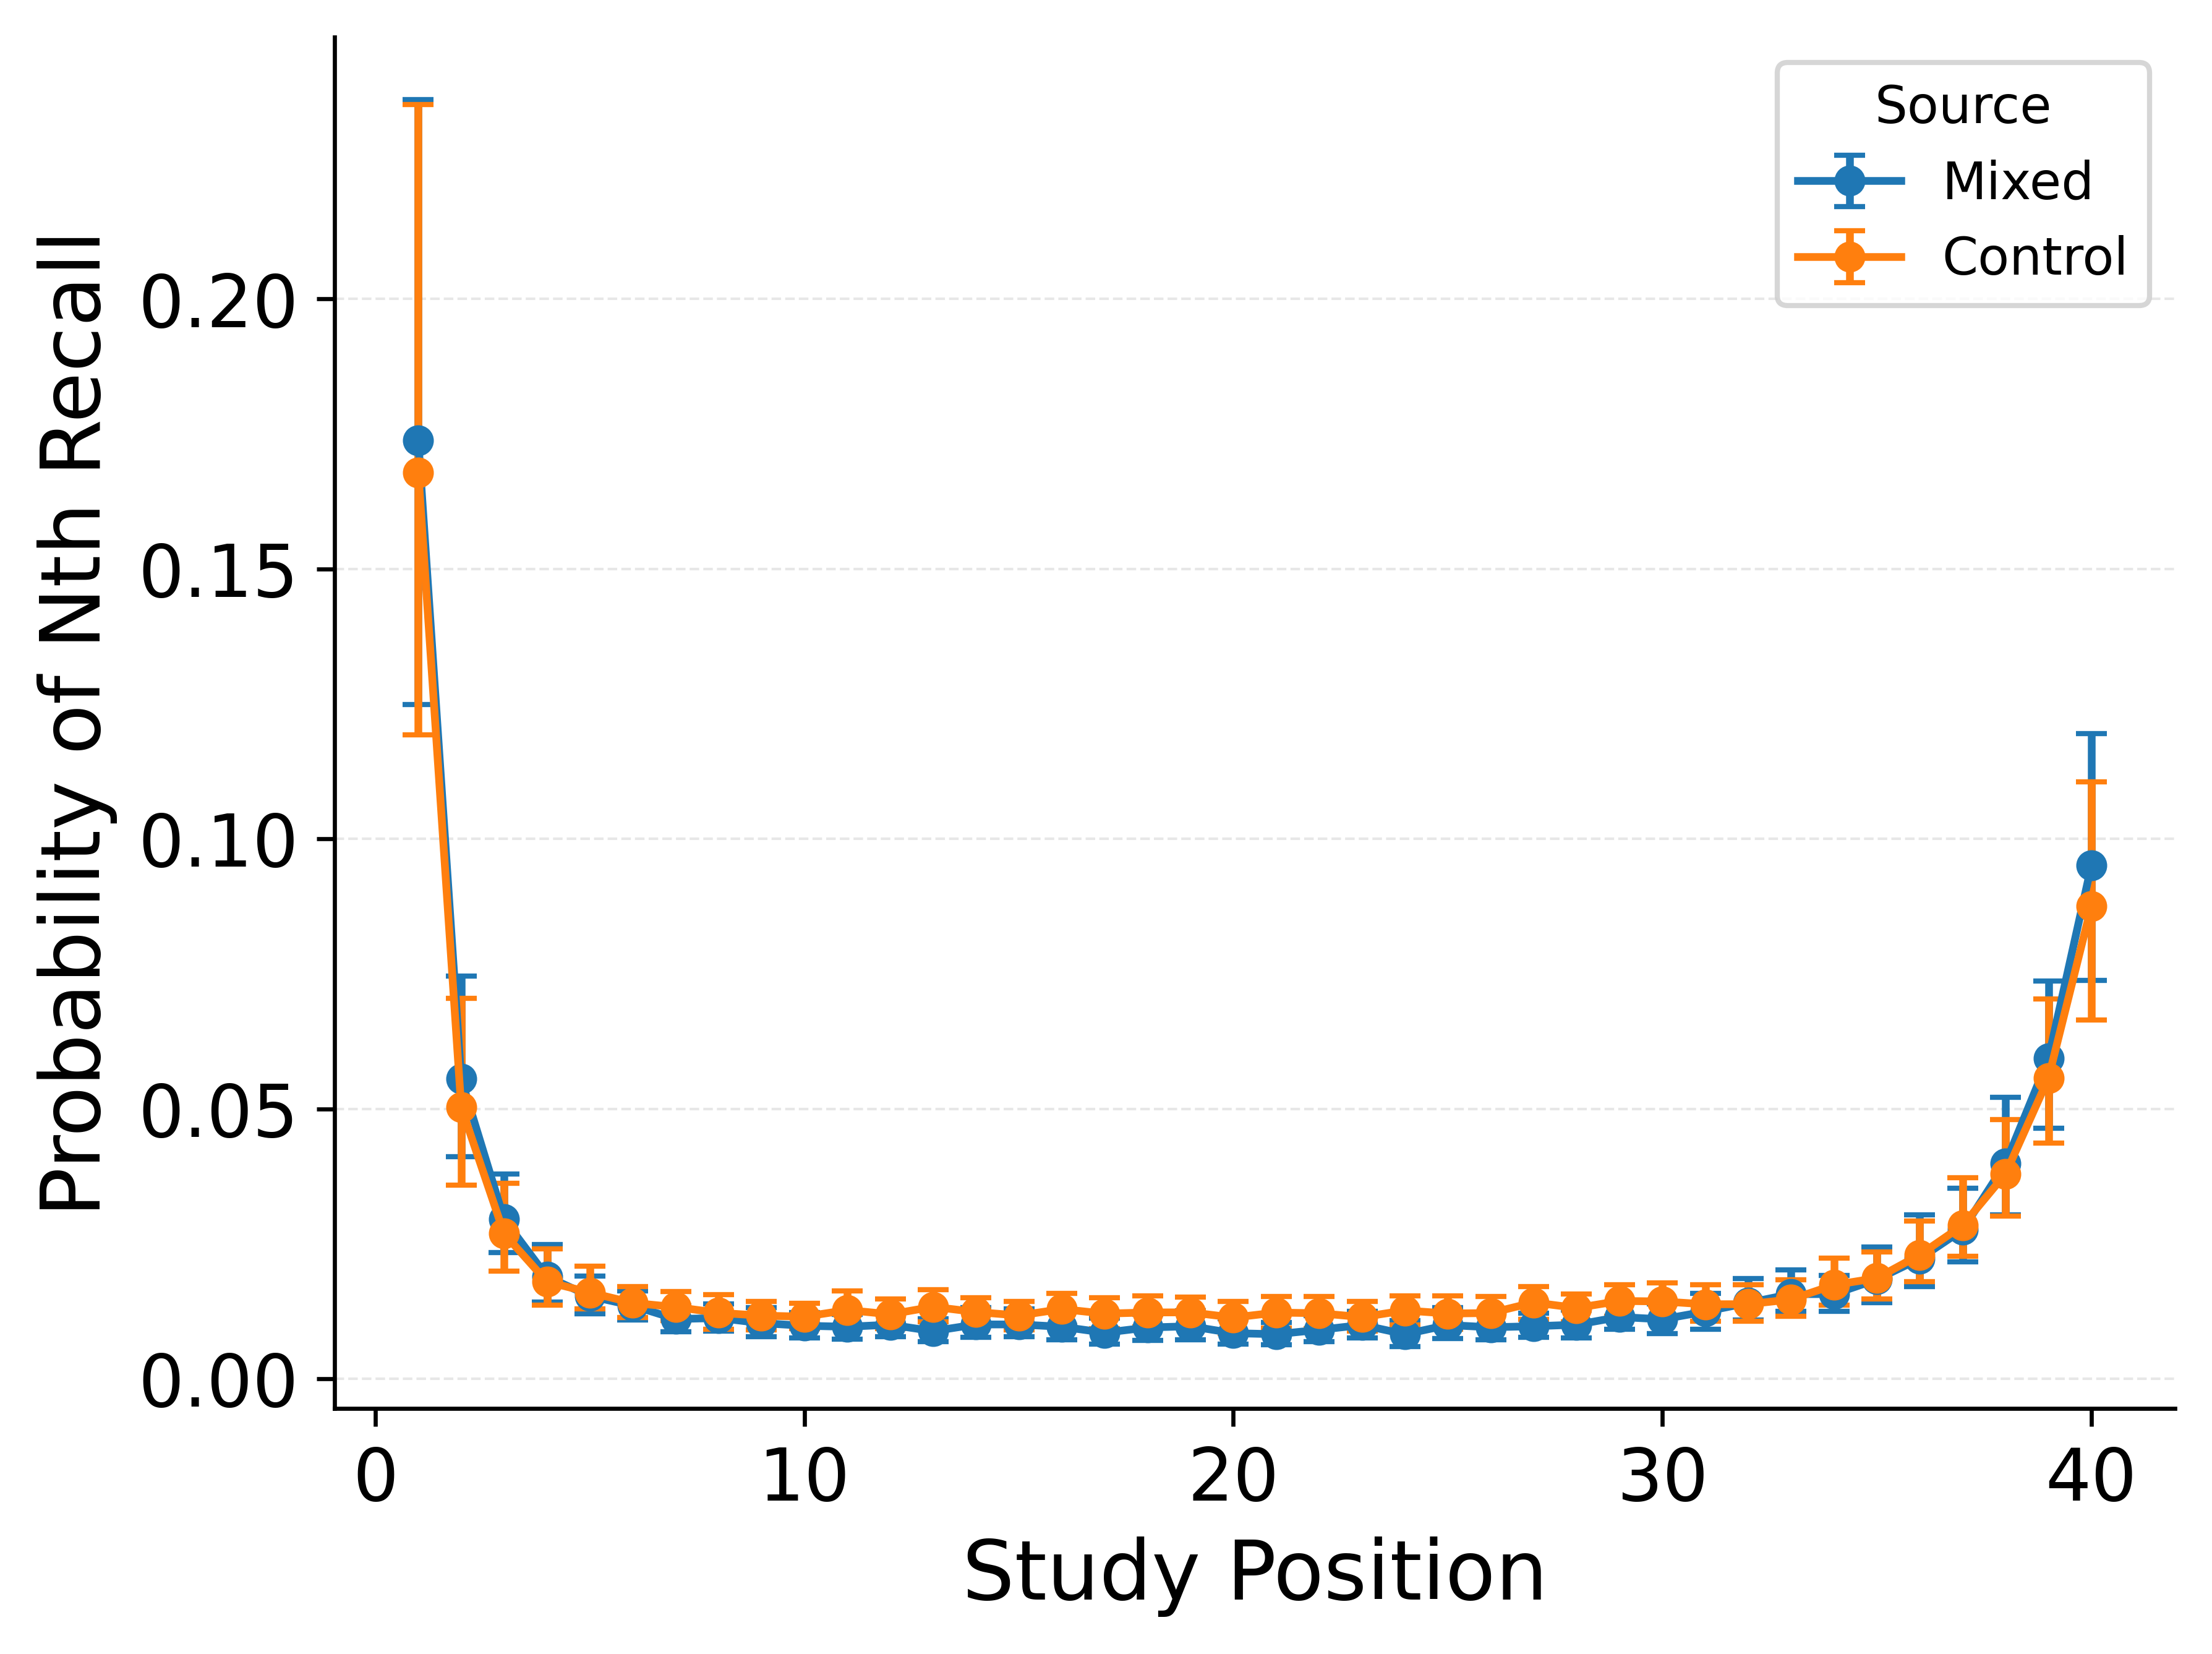 Source
Mixed
Control
Probability of Nth Recall
0.20
0.15
0.10
0.05
0.00
0 10 20 30 40
Study Position